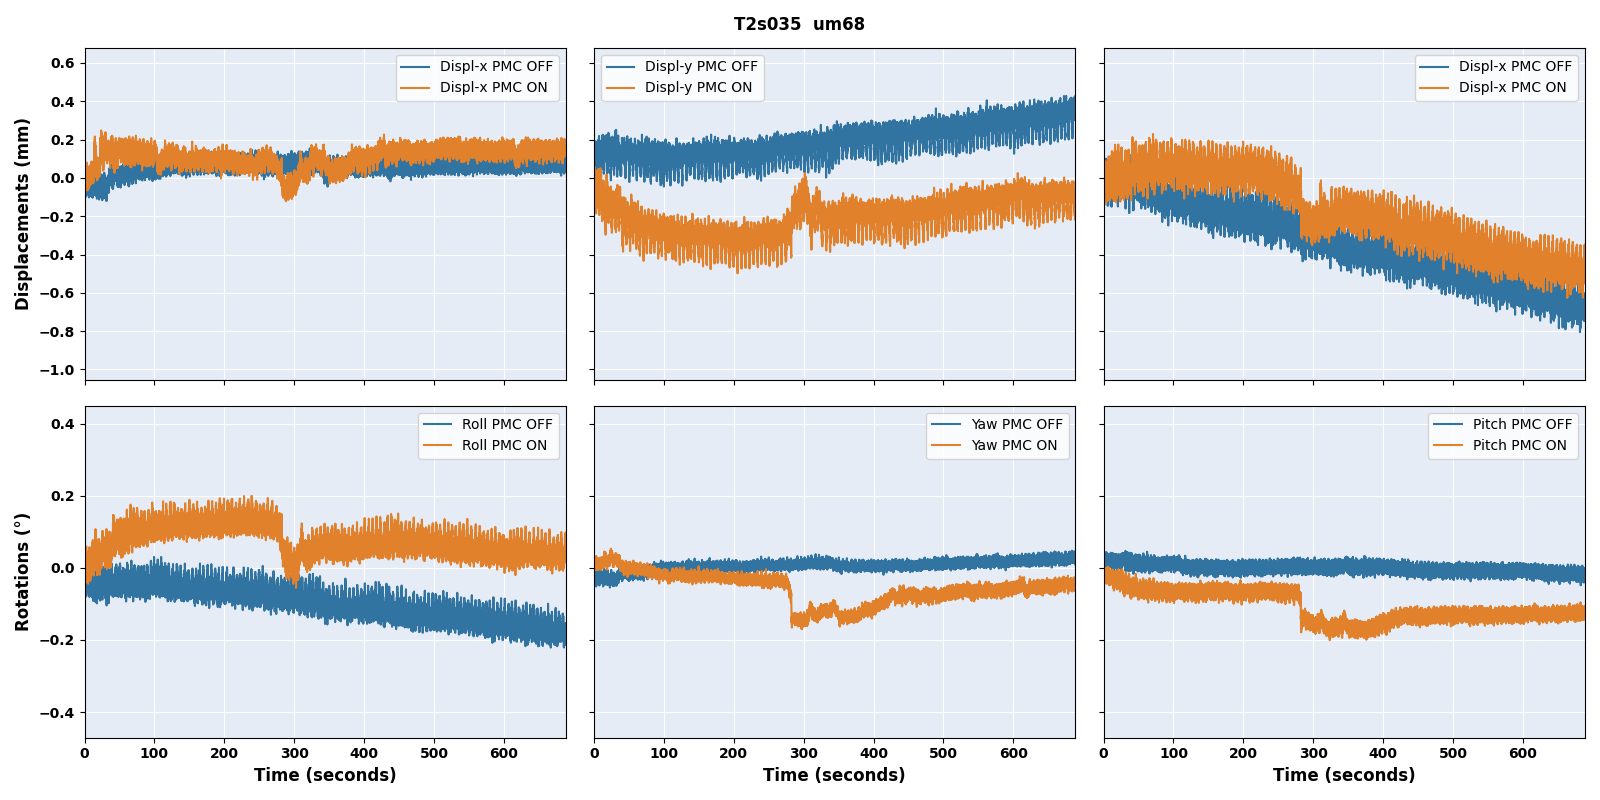 T2s035  um68
Displacements (mm)
0.6
0.4
0.2
0.0
−0.2
−0.4
−0.6
−0.8
−1.0
Displ-x PMC OFF
Displ-x PMC ON
Displ-y PMC OFF
Displ-y PMC ON
Displ-x PMC OFF
Displ-x PMC ON
Rotations (°)
0.4
0.2
0.0
−0.2
−0.4
Roll PMC OFF
Roll PMC ON
Yaw PMC OFF
Yaw PMC ON
Pitch PMC OFF
Pitch PMC ON
0 100 200 300 400 500 600
0 100 200 300 400 500 600
0 100 200 300 400 500 600
Time (seconds)
Time (seconds)
Time (seconds)